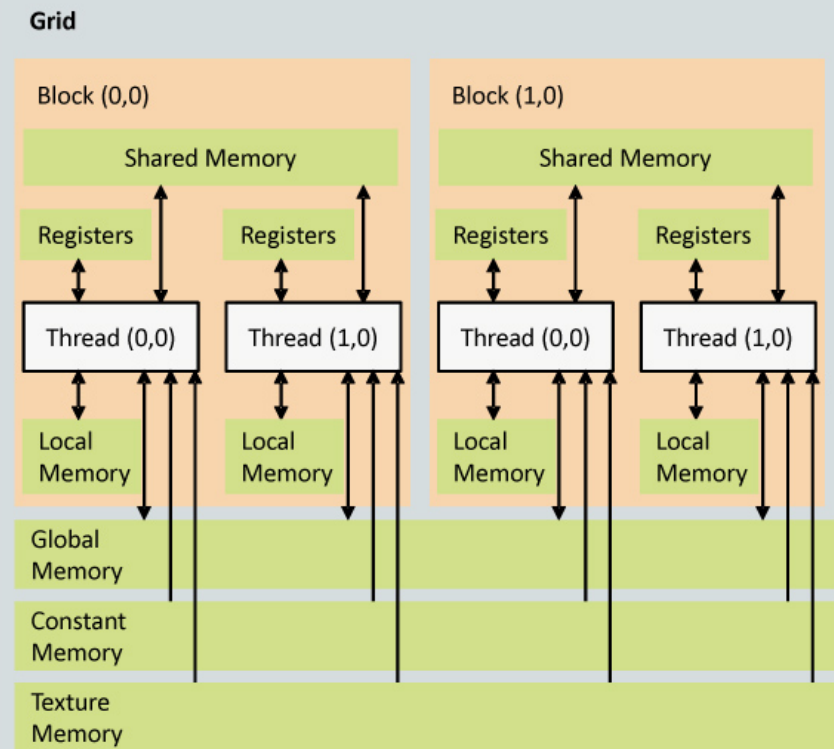 Grid
Block (0,0)
Block (1,0)
Shared Memory
Shared Memory
Registers
Registers
Registers
Registers
Thread (0,0)
Thread (1,0)
Thread (0,0)
Thread (1,0)
Local
Memory
Local
Memory
Local
Memory
Local
Memory
Global
Memory
Constant
Memory
Texture
Memory